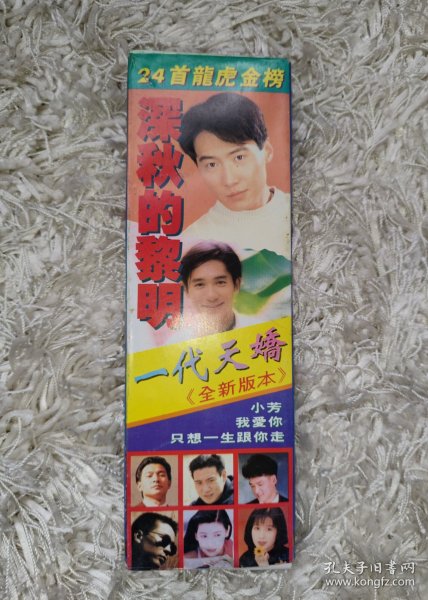 24首龍虎金榜
深秋的黎明
一代天嬌
《全新版本》
小芳
我愛你
只想一生跟你走
孔夫子旧书网
www.kongfz.com